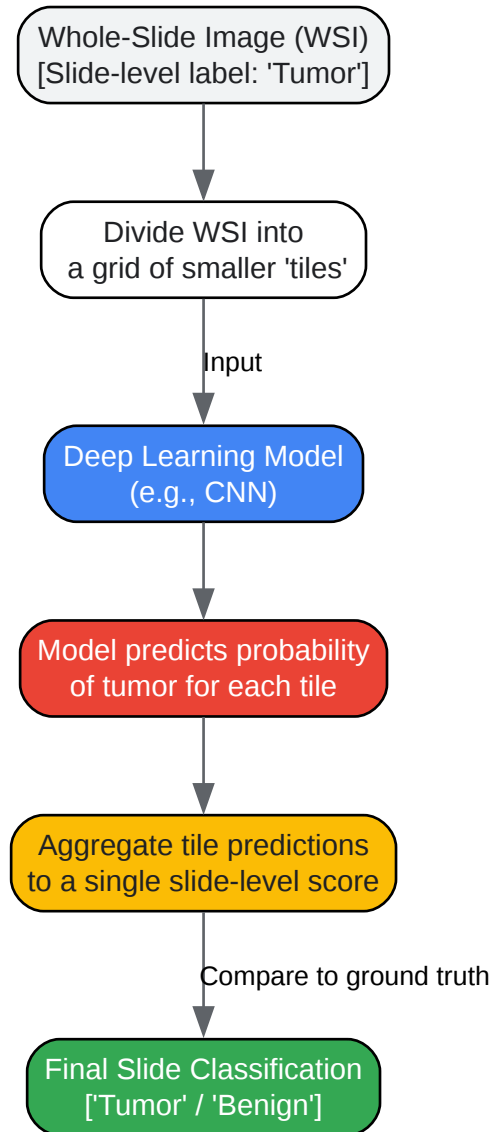 Whole-Slide Image (WSI)
[Slide-level label: 'Tumor']
Divide WSI into
a grid of smaller 'tiles'
Input
Deep Learning Model
(e.g., CNN)
Model predicts probability
of tumor for each tile
Aggregate tile predictions
to a single slide-level score
Compare to ground truth
Final Slide Classification
['Tumor' / 'Benign']